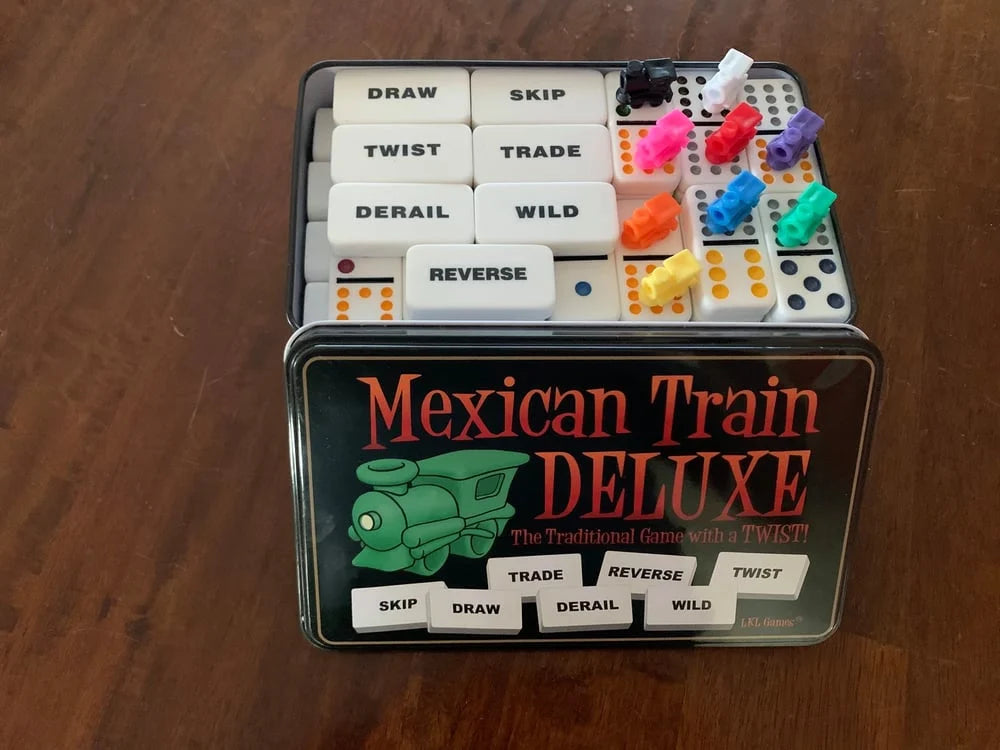 DRAW
SKIP
TWIST
TRADE
DERAIL
WILD
REVERSE
Mexican Train
DELUXE
The Traditional Game with a TWIST!
TRADE
REVERSE
TWIST
SKIP
DRAW
DERAIL
WILD
LKL Games®